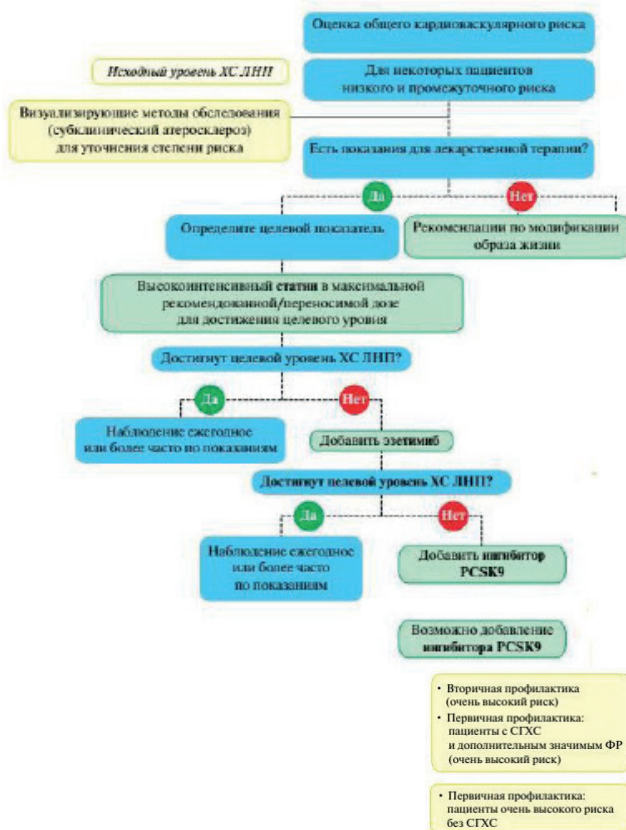 Оценка общего кардиоваскулярного риска
Исходный уровень ХС ЛНП
Для некоторых пациентов
низкого и промежуточного риска
Визуализирующие методы обследования
(субклинический атеросклероз)
для уточнения степени риска
Есть показания для лекарственной терапии?
Да
Нет
Определите целевой показатель
Рекомендации по модификации
образа жизни
Высокоинтенсивный статин в максимальной
рекомендованной/переносимой дозе
для достижения целевого уровня
Достигнут целевой уровень ХС ЛНП?
Да
Нет
Наблюдение ежегодное
или более часто по показаниям
Добавить эзетимиб
Достигнут целевой уровень ХС ЛНП?
Да
Нет
Наблюдение ежегодное
или более часто
по показаниям
Добавить ингибитор
PCSK9
Возможно добавление
ингибитора PCSK9
• Вторичная профилактика
(очень высокий риск)
• Первичная профилактика:
пациенты с СГХС
и дополнительным значимым ФР
(очень высокий риск)
• Первичная профилактика:
пациенты очень высокого риска
без СГХС